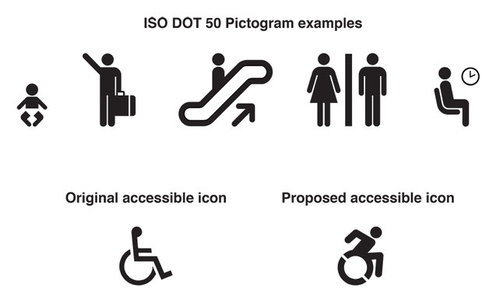 ISO DOT 50 Pictogram examples
Original accessible icon
Proposed accessible icon